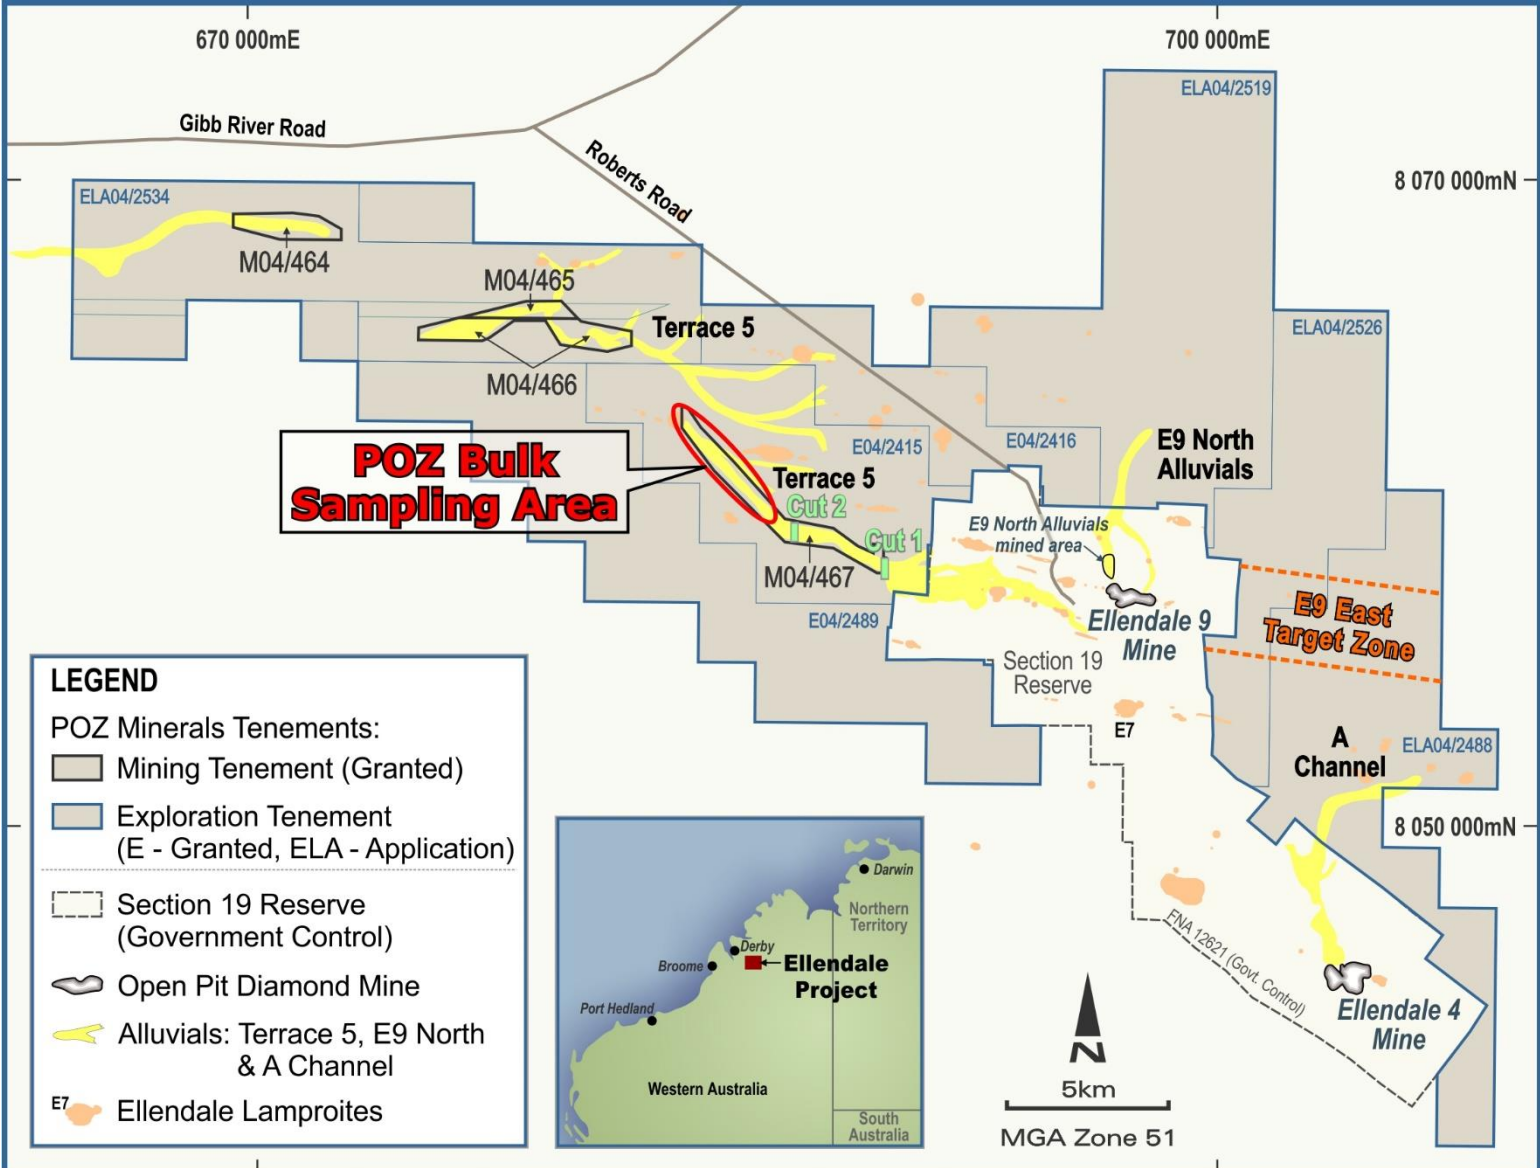 670 000mE
700 000mE
ELA04/2519
Gibb River Road
Roberts Road
8 070 000mN
ELA04/2534
M04/464
M04/465
Terrace 5
ELA04/2526
M04/466
E04/2415
E04/2416
E9 North
Alluvials
POZ Bulk
Sampling Area
Terrace 5
Cut 2
E9 North Alluvials
mined area
Cut 1
M04/467
E04/2489
Ellendale 9
Mine
E9 East
Target Zone
Section 19
Reserve
E7
A
Channel
ELA04/2488
8 050 000mN
FNA 12621 (Govt. Control)
Ellendale 4
Mine
LEGEND
POZ Minerals Tenements:
Mining Tenement (Granted)
Exploration Tenement
(E - Granted, ELA - Application)
Section 19 Reserve
(Government Control)
Open Pit Diamond Mine
Alluvials: Terrace 5, E9 North
& A Channel
E7
Ellendale Lamproites
Darwin
Northern
Territory
Derby
Broome
Ellendale
Project
Port Hedland
Western Australia
South
Australia
N
5km
MGA Zone 51